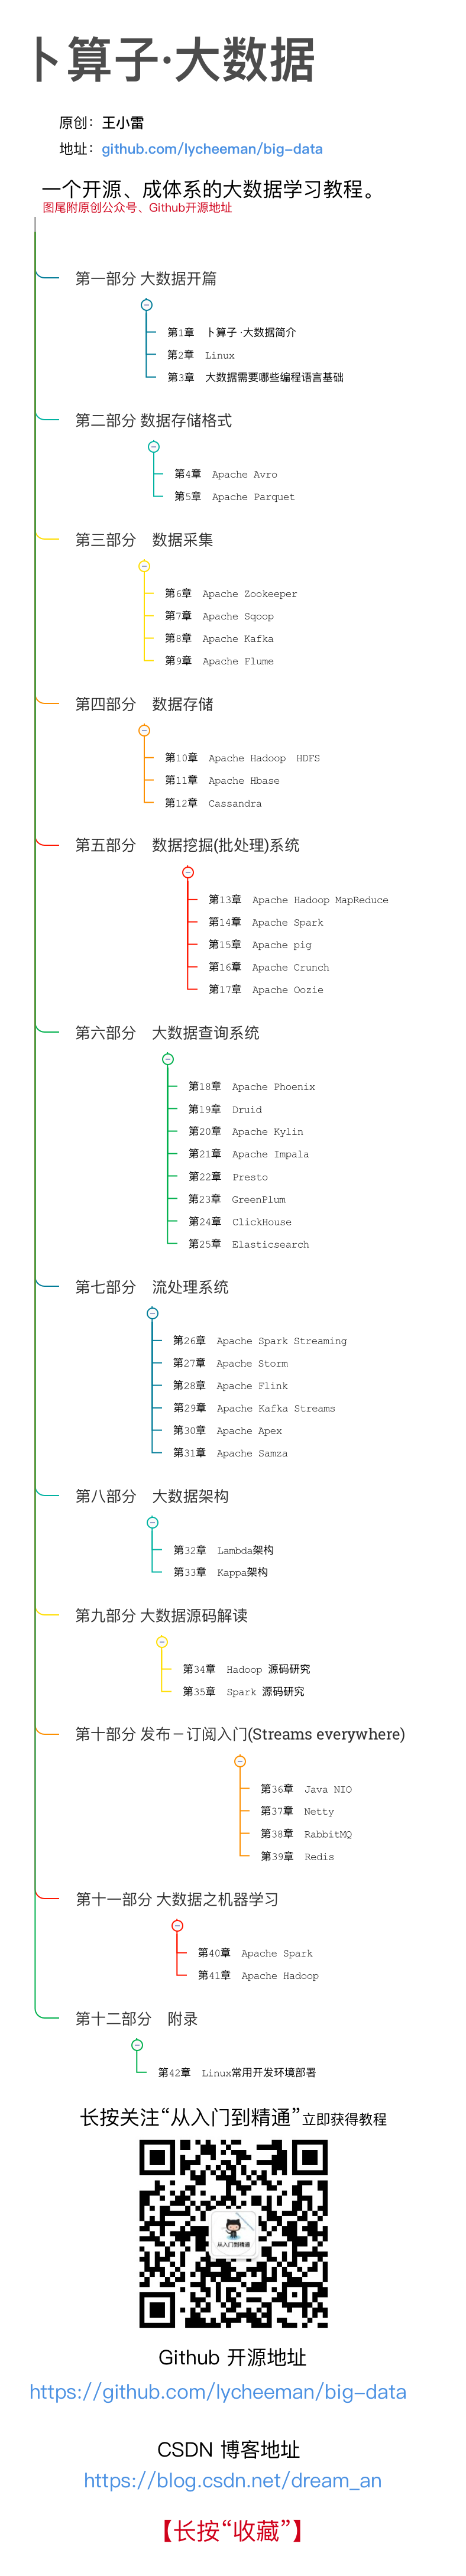 卜算子·大数据
原创：王小雷
地址：github.com/lycheeman/big-data
一个开源、成体系的大数据学习教程。
图尾附原创公众号、Github开源地址
第一部分 大数据开篇
第1章 卜算子·大数据简介
第2章 Linux
第3章 大数据需要哪些编程语言基础
第二部分 数据存储格式
第4章 Apache Avro
第5章 Apache Parquet
第三部分 数据采集
第6章 Apache Zookeeper
第7章 Apache Sqoop
第8章 Apache Kafka
第9章 Apache Flume
第四部分 数据存储
第10章 Apache Hadoop HDFS
第11章 Apache Hbase
第12章 Cassandra
第五部分 数据挖掘(批处理)系统
第13章 Apache Hadoop MapReduce
第14章 Apache Spark
第15章 Apache pig
第16章 Apache Crunch
第17章 Apache Oozie
第六部分 大数据查询系统
第18章 Apache Phoenix
第19章 Druid
第20章 Apache Kylin
第21章 Apache Impala
第22章 Presto
第23章 GreenPlum
第24章 ClickHouse
第25章 Elasticsearch
第七部分 流处理系统
第26章 Apache Spark Streaming
第27章 Apache Storm
第28章 Apache Flink
第29章 Apache Kafka Streams
第30章 Apache Apex
第31章 Apache Samza
第八部分 大数据架构
第32章 Lambda架构
第33章 Kappa架构
第九部分 大数据源码解读
第34章 Hadoop 源码研究
第35章 Spark 源码研究
第十部分 发布－订阅入门(Streams everywhere)
第36章 Java NIO
第37章 Netty
第38章 RabbitMQ
第39章 Redis
第十一部分 大数据之机器学习
第40章 Apache Spark
第41章 Apache Hadoop
第十二部分 附录
第42章 Linux常用开发环境部署
长按关注“从入门到精通”立即获得教程
从入门到精通
Github 开源地址
https://github.com/lycheeman/big-data
CSDN 博客地址
https://blog.csdn.net/dream_an
【长按“收藏”】